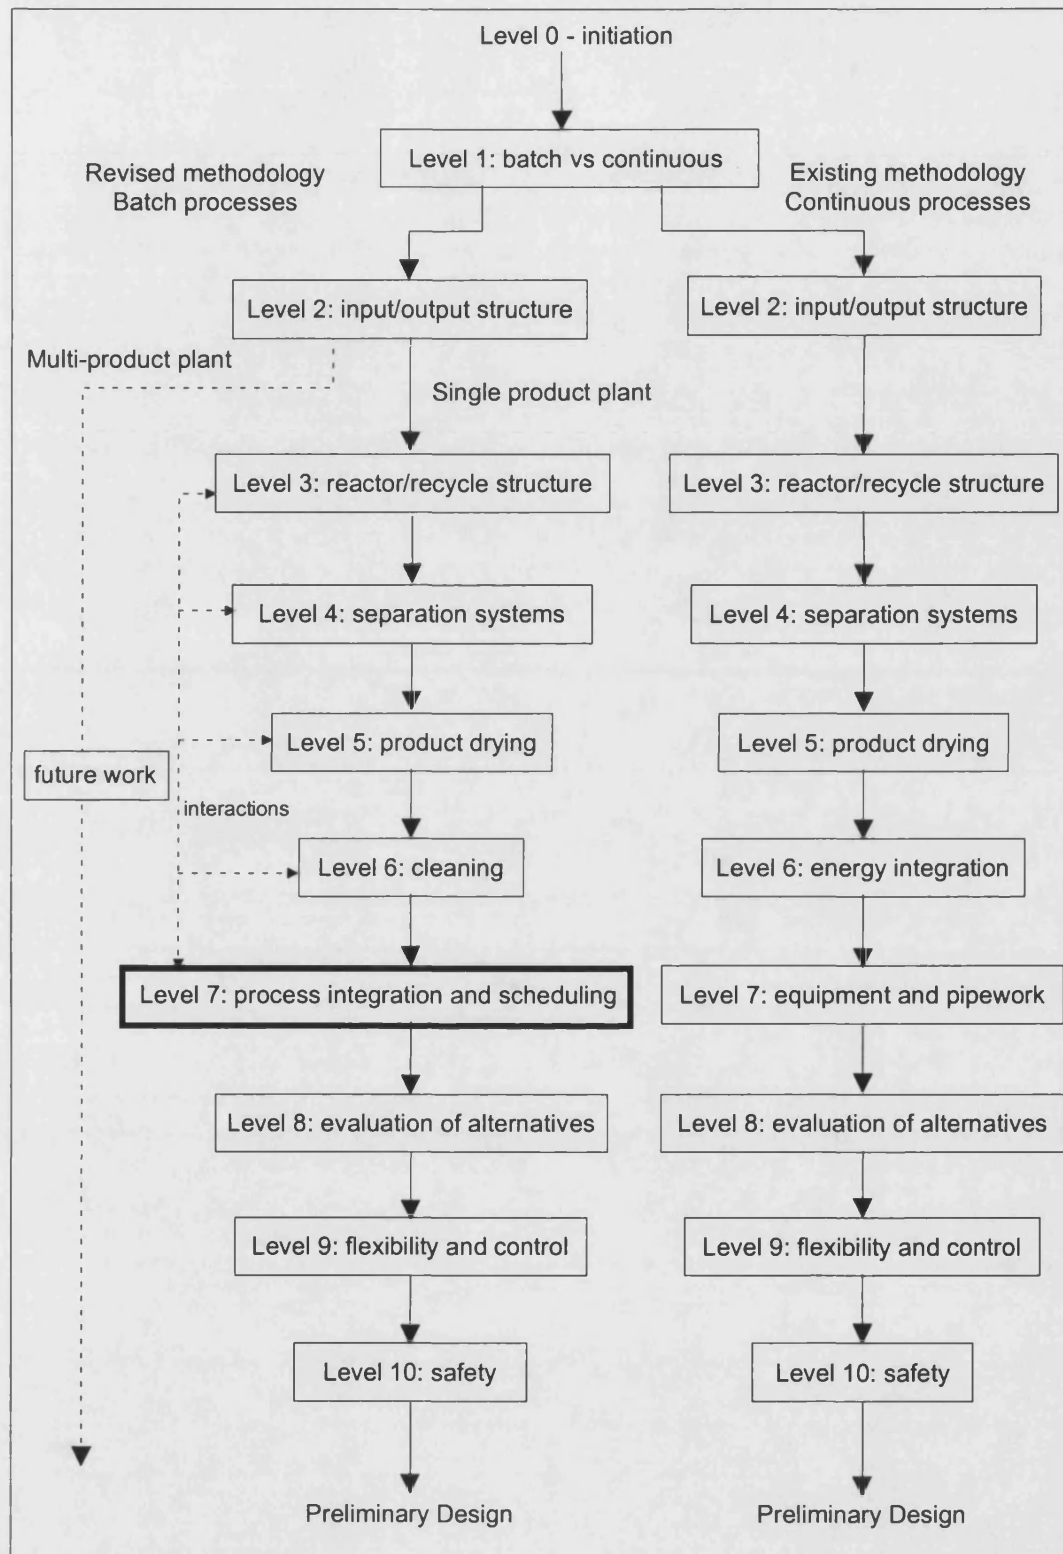 Level 0 - initiation
Level 1: batch vs continuous
Revised methodology
Batch processes
Existing methodology
Continuous processes
Level 2: input/output structure
Level 2: input/output structure
Multi-product plant
Single product plant
Level 3: reactor/recycle structure
Level 3: reactor/recycle structure
Level 4: separation systems
Level 4: separation systems
Level 5: product drying
Level 5: product drying
future work
interactions
Level 6: cleaning
Level 6: energy integration
Level 7: process integration and scheduling
Level 7: equipment and pipework
Level 8: evaluation of alternatives
Level 8: evaluation of alternatives
Level 9: flexibility and control
Level 9: flexibility and control
Level 10: safety
Level 10: safety
Preliminary Design
Preliminary Design